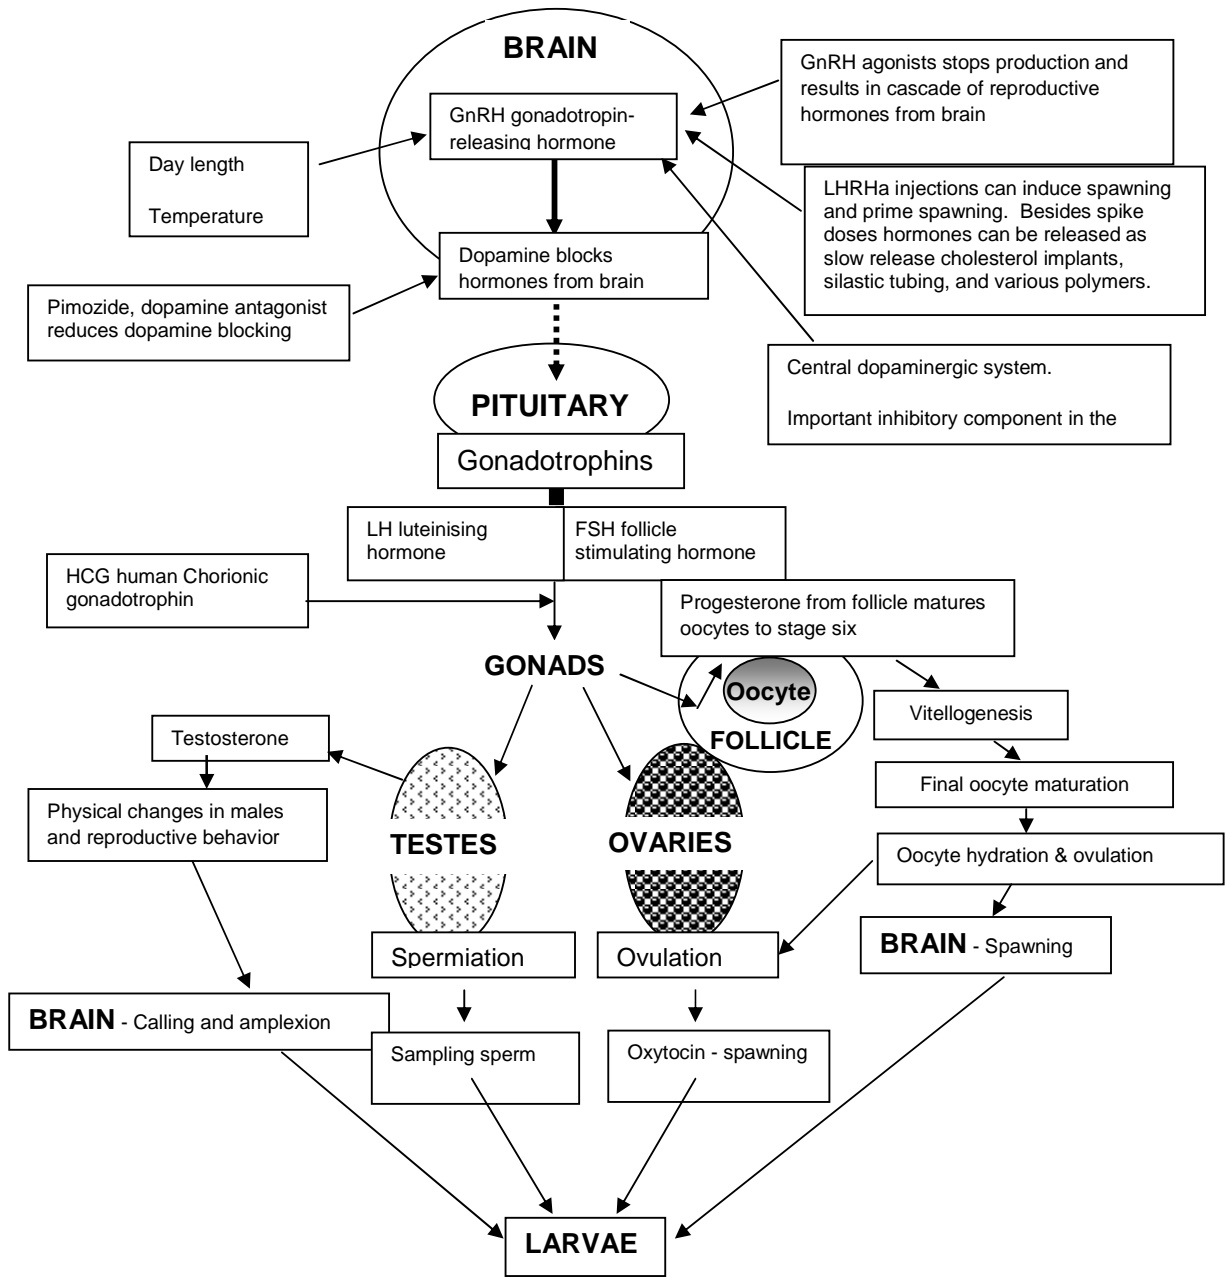 BRAIN
GnRH gonadotropin-
releasing hormone
GnRH agonists stops production and
results in cascade of reproductive
hormones from brain
Day length
Temperature
LHRHa injections can induce spawning
and prime spawning. Besides spike
doses hormones can be released as
slow release cholesterol implants,
silastic tubing, and various polymers.
Dopamine blocks
hormones from brain
Pimozide, dopamine antagonist
reduces dopamine blocking
Central dopaminergic system.
Important inhibitory component in the
PITUITARY
Gonadotrophins
LH luteinising
hormone
FSH follicle
stimulating hormone
HCG human Chorionic
gonadotrophin
Progesterone from follicle matures
oocytes to stage six
GONADS
Oocyte
FOLLICLE
Vitellogenesis
Testosterone
Final oocyte maturation
Physical changes in males
and reproductive behavior
TESTES
OVARIES
Oocyte hydration & ovulation
Spermiation
Ovulation
BRAIN - Spawning
BRAIN - Calling and amplexion
Sampling sperm
Oxytocin - spawning
LARVAE